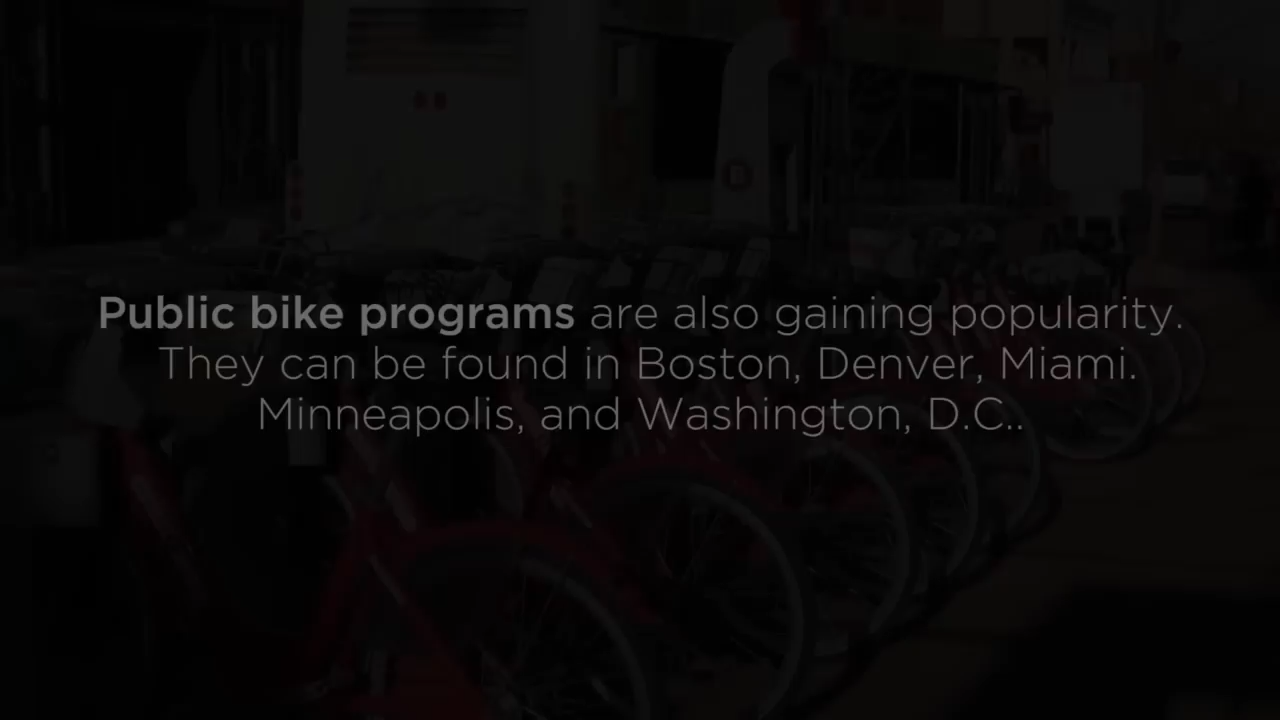 Public bike programs are also gaining popularity.
They can be found in Boston, Denver, Miami.
Minneapolis, and Washington, D.C..